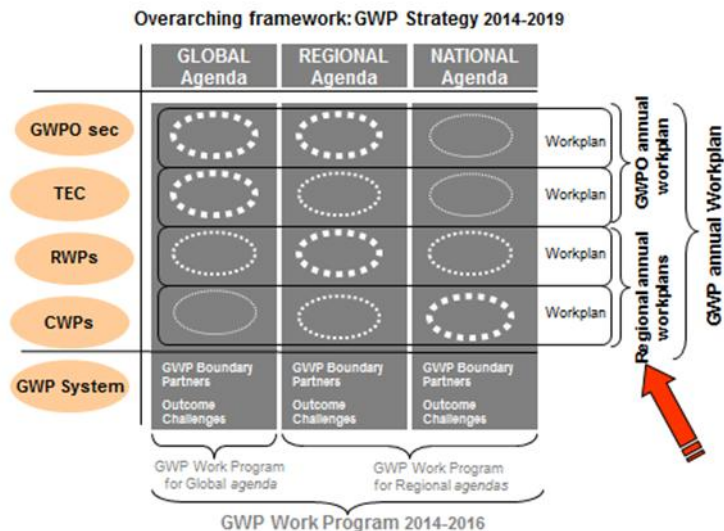 Overarching framework: GWP Strategy 2014-2019
GLOBAL
Agenda
REGIONAL
Agenda
NATIONAL
Agenda
GWPO sec
Workplan
TEC
Workplan
RWPs
Workplan
CWPs
Workplan
GWPO annual
workplan
Regional annual
workplans
GWP annual Workplan
GWP System
GWP Boundary
Partners
Outcome
Challenges
GWP Boundary
Partners
Outcome
Challenges
GWP Boundary
Partners
Outcome
Challenges
GWP Work Program
for Global agenda
GWP Work Program
for Regional agendas
GWP Work Program 2014-2016